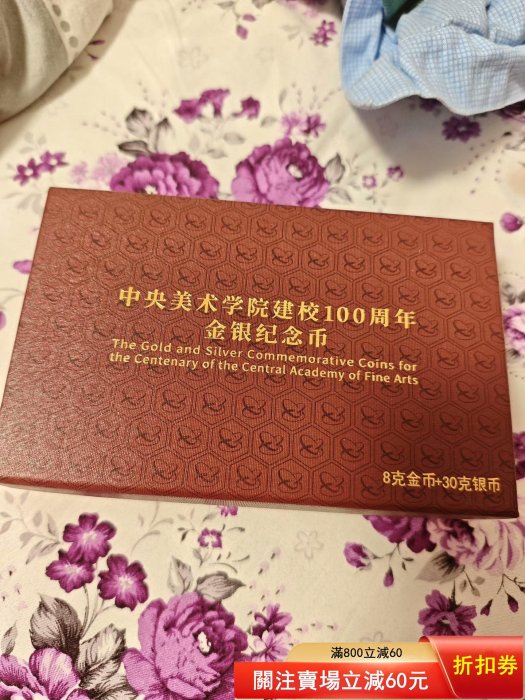 中央美术学院建校100周年
金银纪念币
The Gold and Silver Commemorative Coins for
the Centenary of the Central Academy of Fine Arts
8克金币+30克银币
滿800立減60
關注賣場立減60元
折扣券